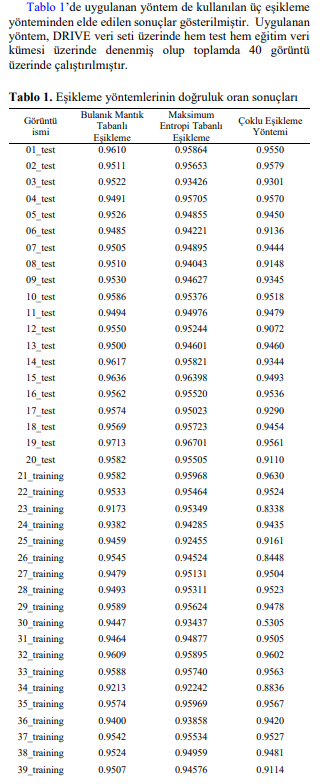 Tablo 1’de uygulanan yöntem de kullanılan üç eşikleme
yönteminden elde edilen sonuçlar gösterilmiştir. Uygulanan
yöntem, DRIVE veri seti üzerinde hem test hem eğitim veri
kümesi üzerinde denenmiş olup toplamda 40 görüntü
üzerinde çalıştırılmıştır.
Tablo 1. Eşikleme yöntemlerinin doğruluk oran sonuçları
Görüntü ismi Bulanık Mantık Tabanlı Eşikleme Maksimum Entropi Tabanlı Eşikleme Çoklu Eşikleme Yöntemi
01_test 0.9610 0.95864 0.9550
02_test 0.9511 0.95653 0.9579
03_test 0.9522 0.93426 0.9301
04_test 0.9491 0.95705 0.9570
05_test 0.9526 0.94855 0.9450
06_test 0.9485 0.94221 0.9136
07_test 0.9505 0.94895 0.9444
08_test 0.9510 0.94043 0.9148
09_test 0.9530 0.94627 0.9345
10_test 0.9586 0.95376 0.9518
11_test 0.9494 0.94976 0.9479
12_test 0.9550 0.95244 0.9072
13_test 0.9500 0.94601 0.9460
14_test 0.9617 0.95821 0.9344
15_test 0.9636 0.96398 0.9493
16_test 0.9562 0.95520 0.9536
17_test 0.9574 0.95023 0.9290
18_test 0.9569 0.95723 0.9454
19_test 0.9713 0.96701 0.9561
20_test 0.9582 0.95505 0.9110
21_training 0.9582 0.95968 0.9630
22_training 0.9533 0.95464 0.9524
23_training 0.9173 0.95349 0.8338
24_training 0.9382 0.94285 0.9435
25_training 0.9459 0.92455 0.9161
26_training 0.9545 0.94524 0.8448
27_training 0.9479 0.95131 0.9504
28_training 0.9493 0.95311 0.9523
29_training 0.9589 0.95624 0.9478
30_training 0.9447 0.93437 0.5305
31_training 0.9464 0.94877 0.9505
32_training 0.9609 0.95895 0.9602
33_training 0.9588 0.95740 0.9563
34_training 0.9213 0.92242 0.8836
35_training 0.9574 0.95969 0.9567
36_training 0.9400 0.93858 0.9420
37_training 0.9542 0.95534 0.9527
38_training 0.9524 0.94959 0.9481
39_training 0.9507 0.94576 0.9114